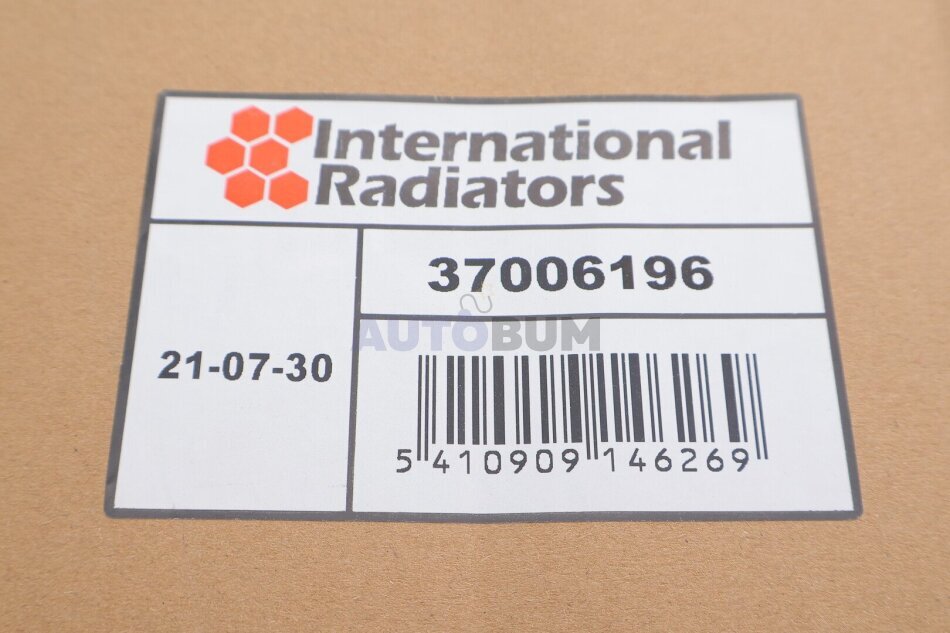 International
Radiators
37006196
AUTOBUM
21-07-30
5 410909 146269